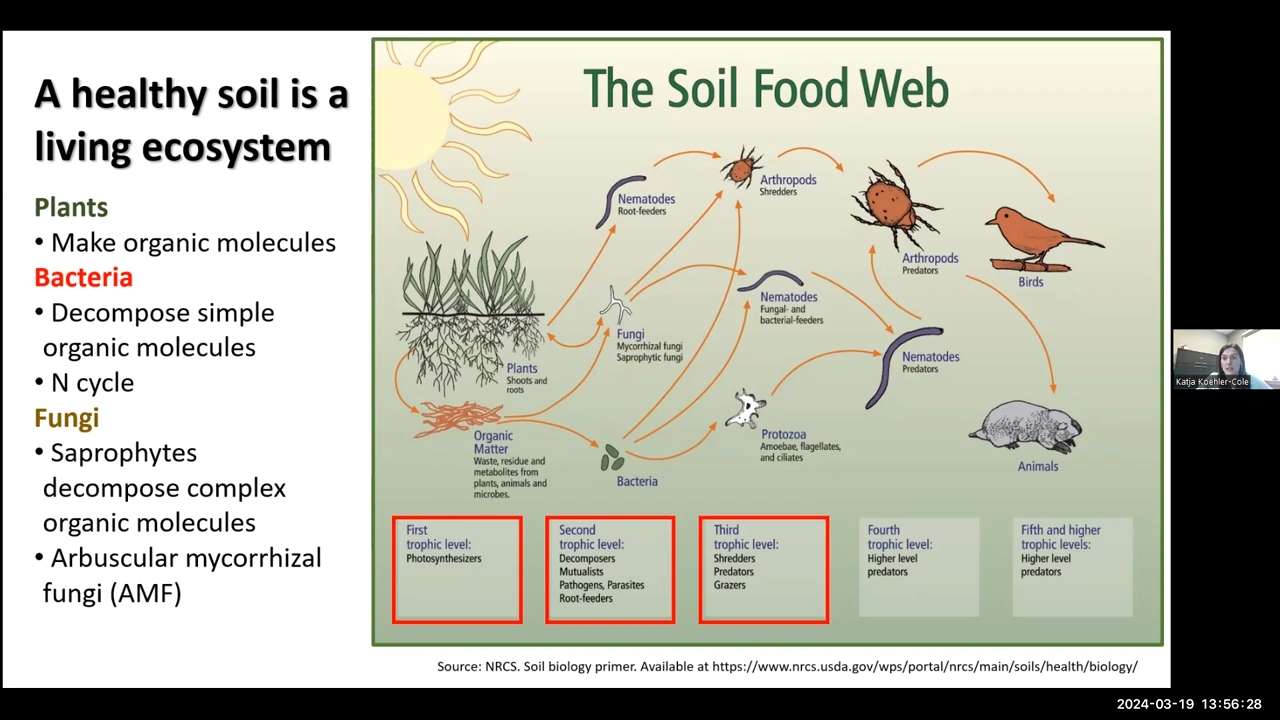 A healthy soil is a
living ecosystem
Plants
• Make organic molecules
Bacteria
• Decompose simple
organic molecules
• N cycle
Fungi
• Saprophytes
decompose complex
organic molecules
• Arbuscular mycorrhizal
fungi (AMF)
The Soil Food Web
Nematodes
Root-feeders
Arthropods
Shredders
Arthropods
Predators
Birds
Fungi
Mycorrhizal fungi
Saprophytic fungi
Nematodes
Fungal- and
bacterial-feeders
Nematodes
Predators
Plants
Shoots and
roots
Organic
Matter
Waste, residue and
metabolites from
plants, animals and
microbes.
Bacteria
Protozoa
Amoebae, flagellates,
and ciliates
Animals
First
trophic level:
Photosynthesizers
Second
trophic level:
Decomposers
Mutualists
Pathogens, Parasites
Root-feeders
Third
trophic level:
Shredders
Predators
Grazers
Fourth
trophic level:
Higher level
predators
Fifth and higher
trophic levels:
Higher level
predators
Source: NRCS. Soil biology primer. Available at https://www.nrcs.usda.gov/wps/portal/nrcs/main/soils/health/biology/
Katja Koehler-Cole
2024-03-19 13:56:28